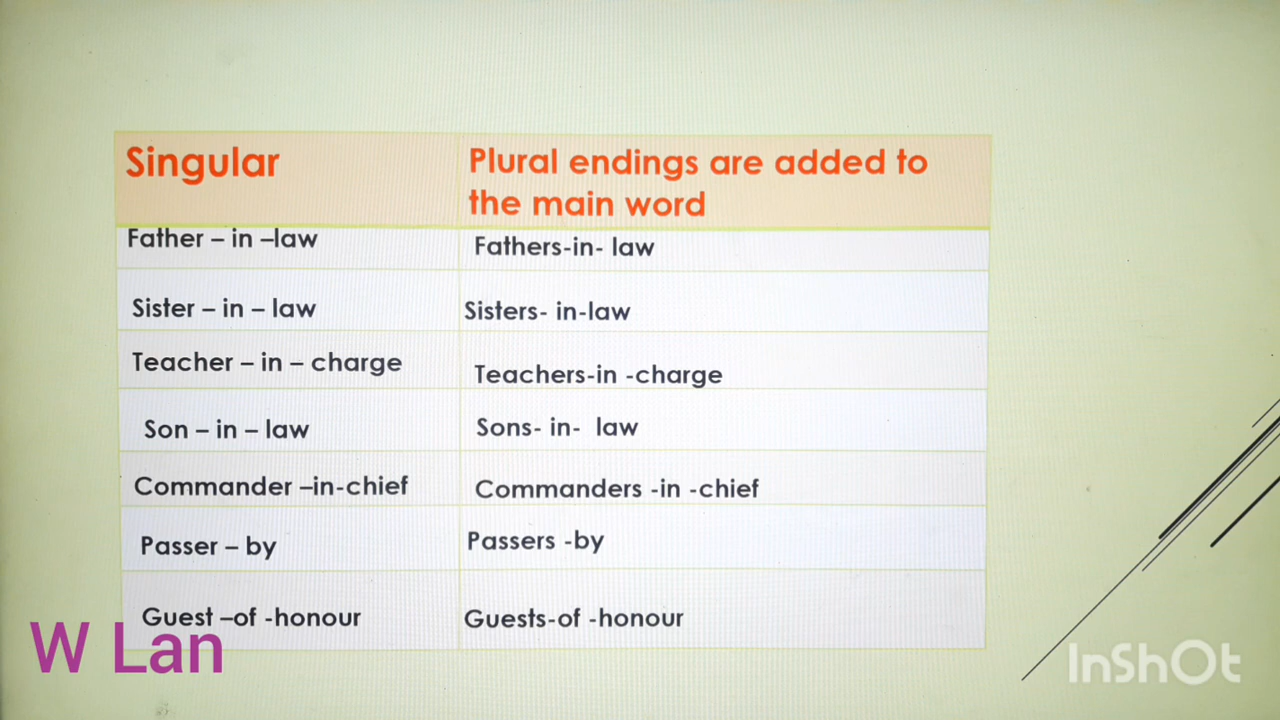 Singular
Plural endings are added to
the main word
Father – in –law
Fathers-in- law
Sister – in – law
Sisters- in-law
Teacher – in – charge
Teachers-in -charge
Son – in – law
Sons- in- law
Commander –in-chief
Commanders -in -chief
Passer – by
Passers -by
Guest –of -honour
Guests-of -honour
W Lan
InShOt